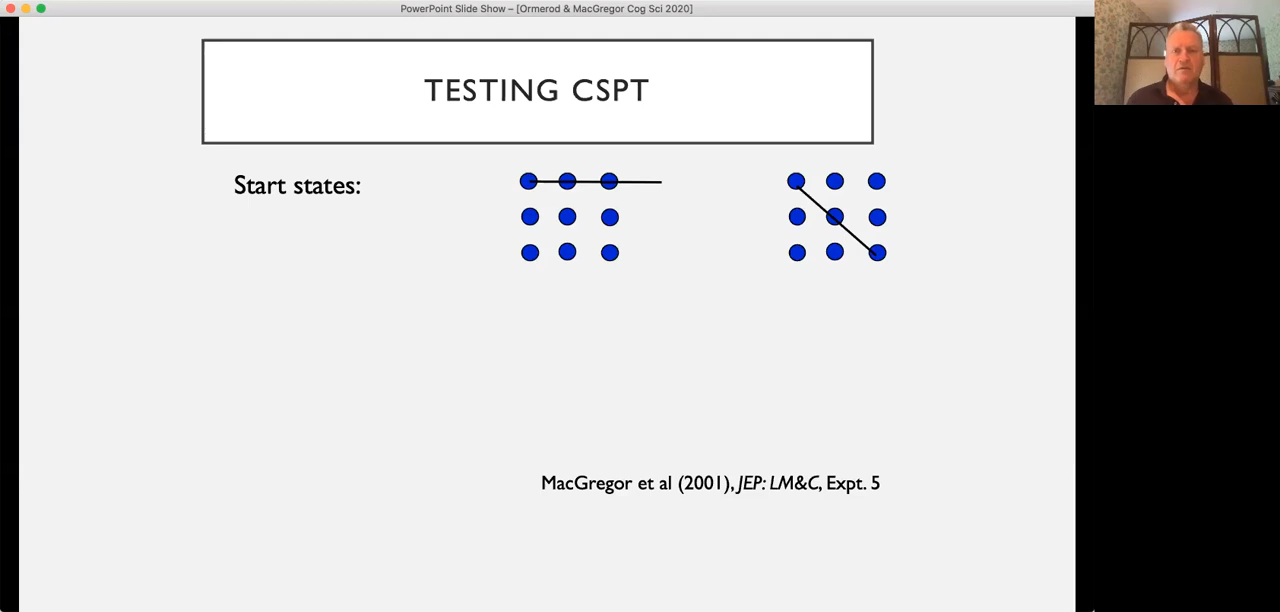 PowerPoint Slide Show – [Ormerod & MacGregor Cog Sci 2020]
TESTING CSPT
Start states:
MacGregor et al (2001), JEP: LM&C, Expt. 5